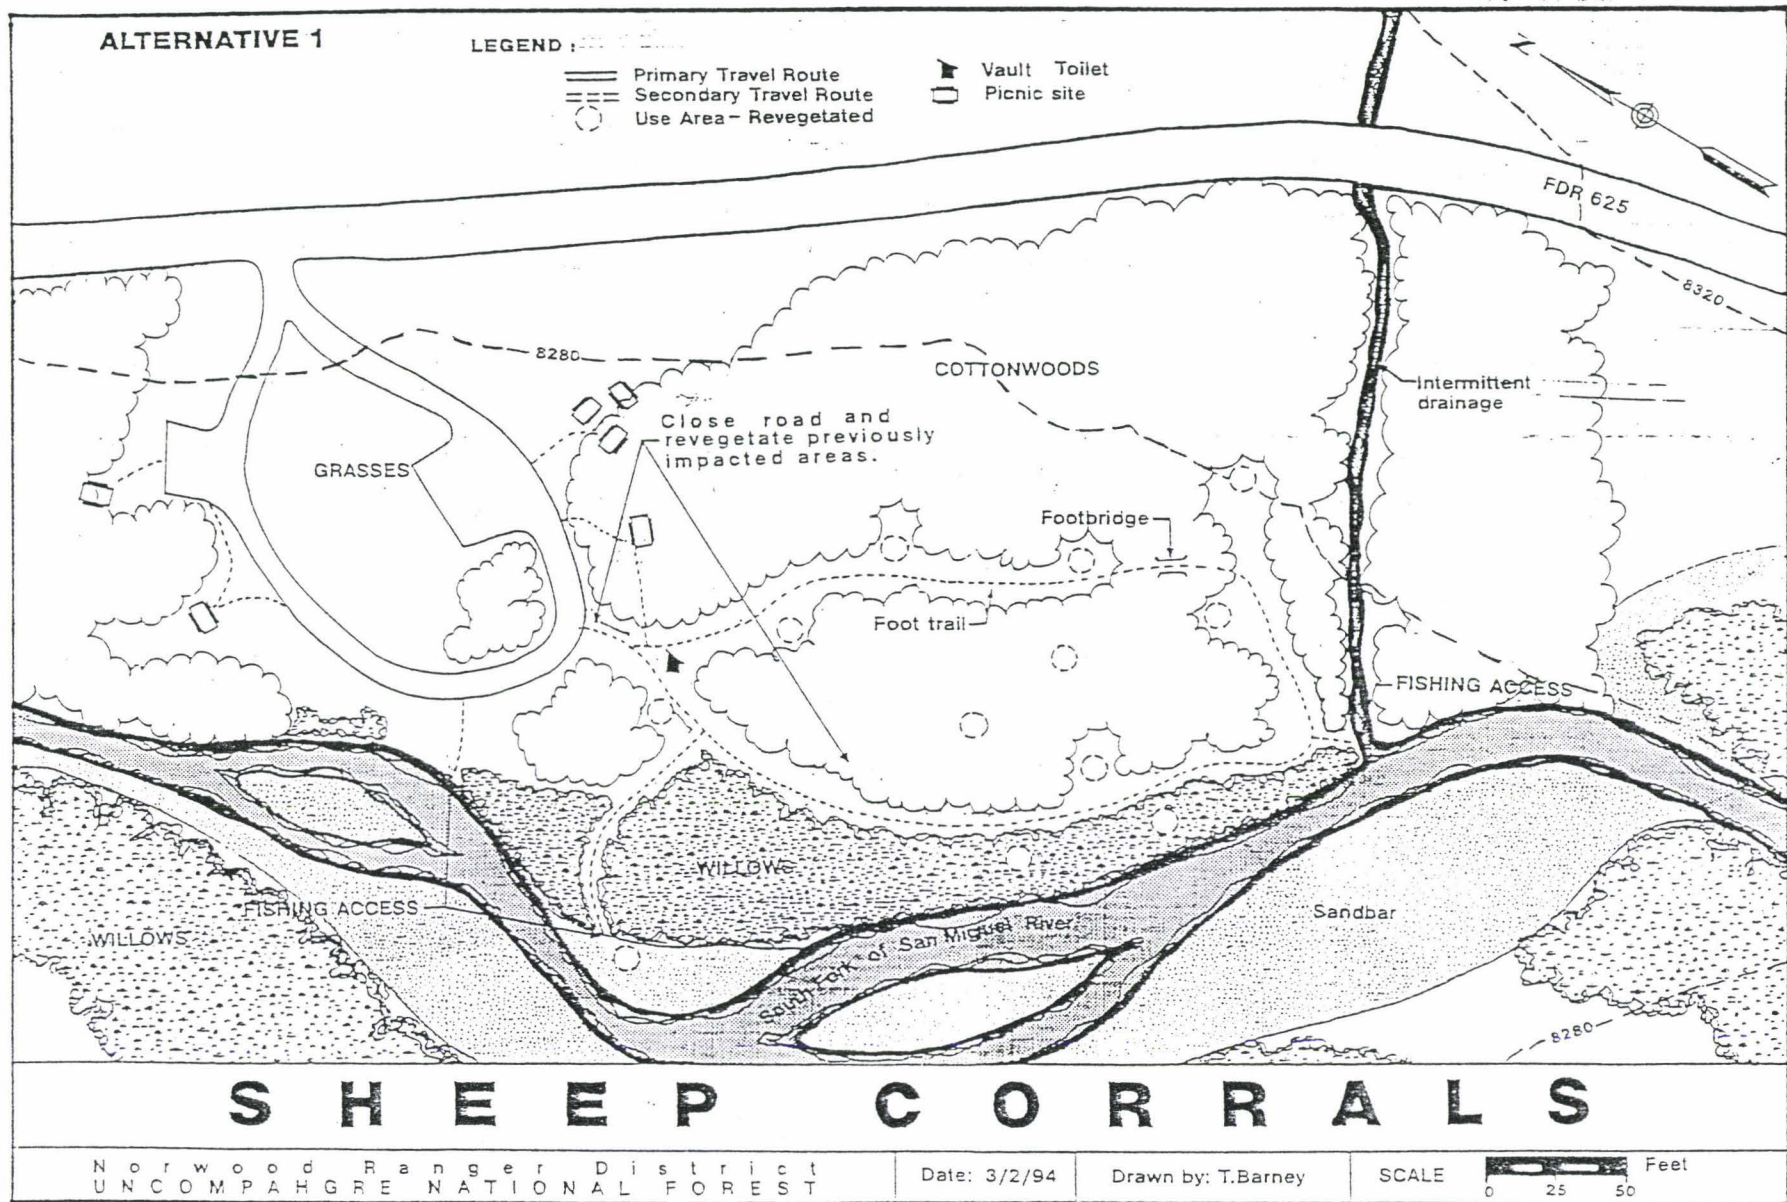 ALTERNATIVE 1
LEGEND :
Primary Travel Route
Secondary Travel Route
Use Area - Revegetated
Vault Toilet
Picnic site
N
FDR 625
8320
8280
COTTONWOODS
Intermittent
drainage
Close road and
revegetate previously
impacted areas.
GRASSES
Footbridge
Foot trail
FISHING ACCESS
WILLOWS
FISHING ACCESS
WILLOWS
Sandbar
South Fork of San Miguel River
8280
SHEEP CORRALS
Norwood Ranger District
UNCOMPAHGRE NATIONAL FOREST
Date: 3/2/94
Drawn by: T.Barney
SCALE
Feet
0 25 50